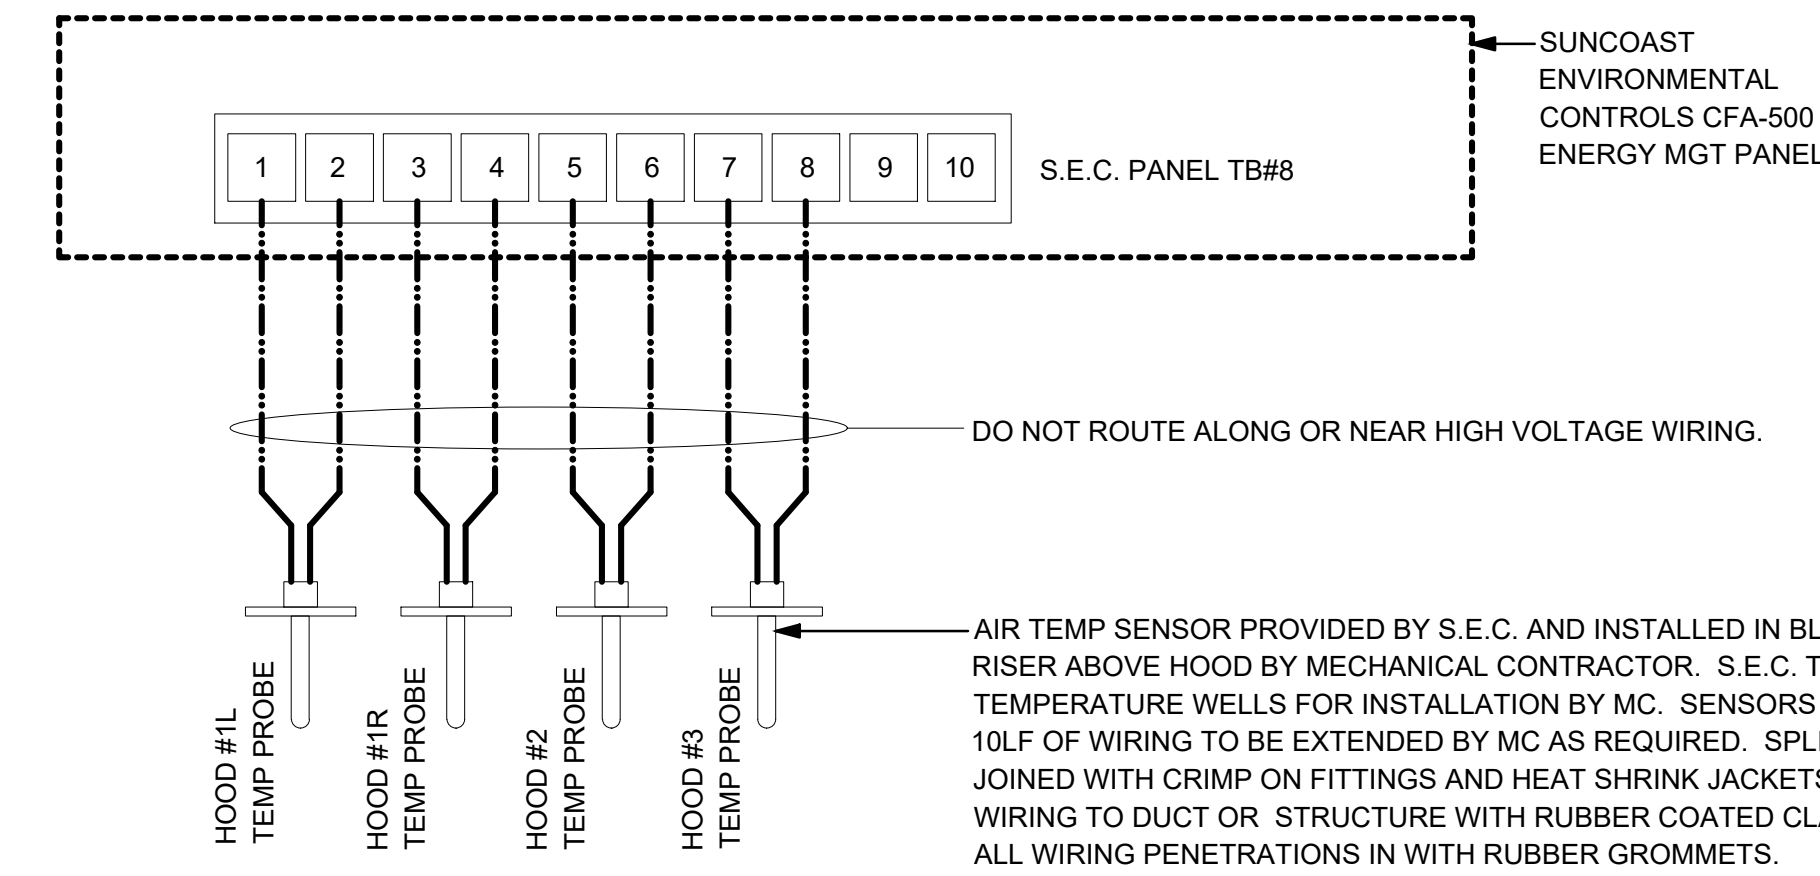 SUNCOAST
ENVIRONMENTAL
CONTROLS CFA-500
ENERGY MGT PANEL
1 2 3 4 5 6 7 8 9 10
S.E.C. PANEL TB#8
DO NOT ROUTE ALONG OR NEAR HIGH VOLTAGE WIRING.
AIR TEMP SENSOR PROVIDED BY S.E.C. AND INSTALLED IN
RISER ABOVE HOOD BY MECHANICAL CONTRACTOR. S.E.C.
TEMPERATURE WELLS FOR INSTALLATION BY MC. SENSORS
10LF OF WIRING TO BE EXTENDED BY MC AS REQUIRED.
JOINED WITH CRIMP ON FITTINGS AND HEAT SHRINK JACKETS
WIRING TO DUCT OR STRUCTURE WITH RUBBER COATED
ALL WIRING PENETRATIONS IN WITH RUBBER GROMMETS.
HOOD #1L
TEMP PROBE
HOOD #1R
TEMP PROBE
HOOD #2
TEMP PROBE
HOOD #3
TEMP PROBE